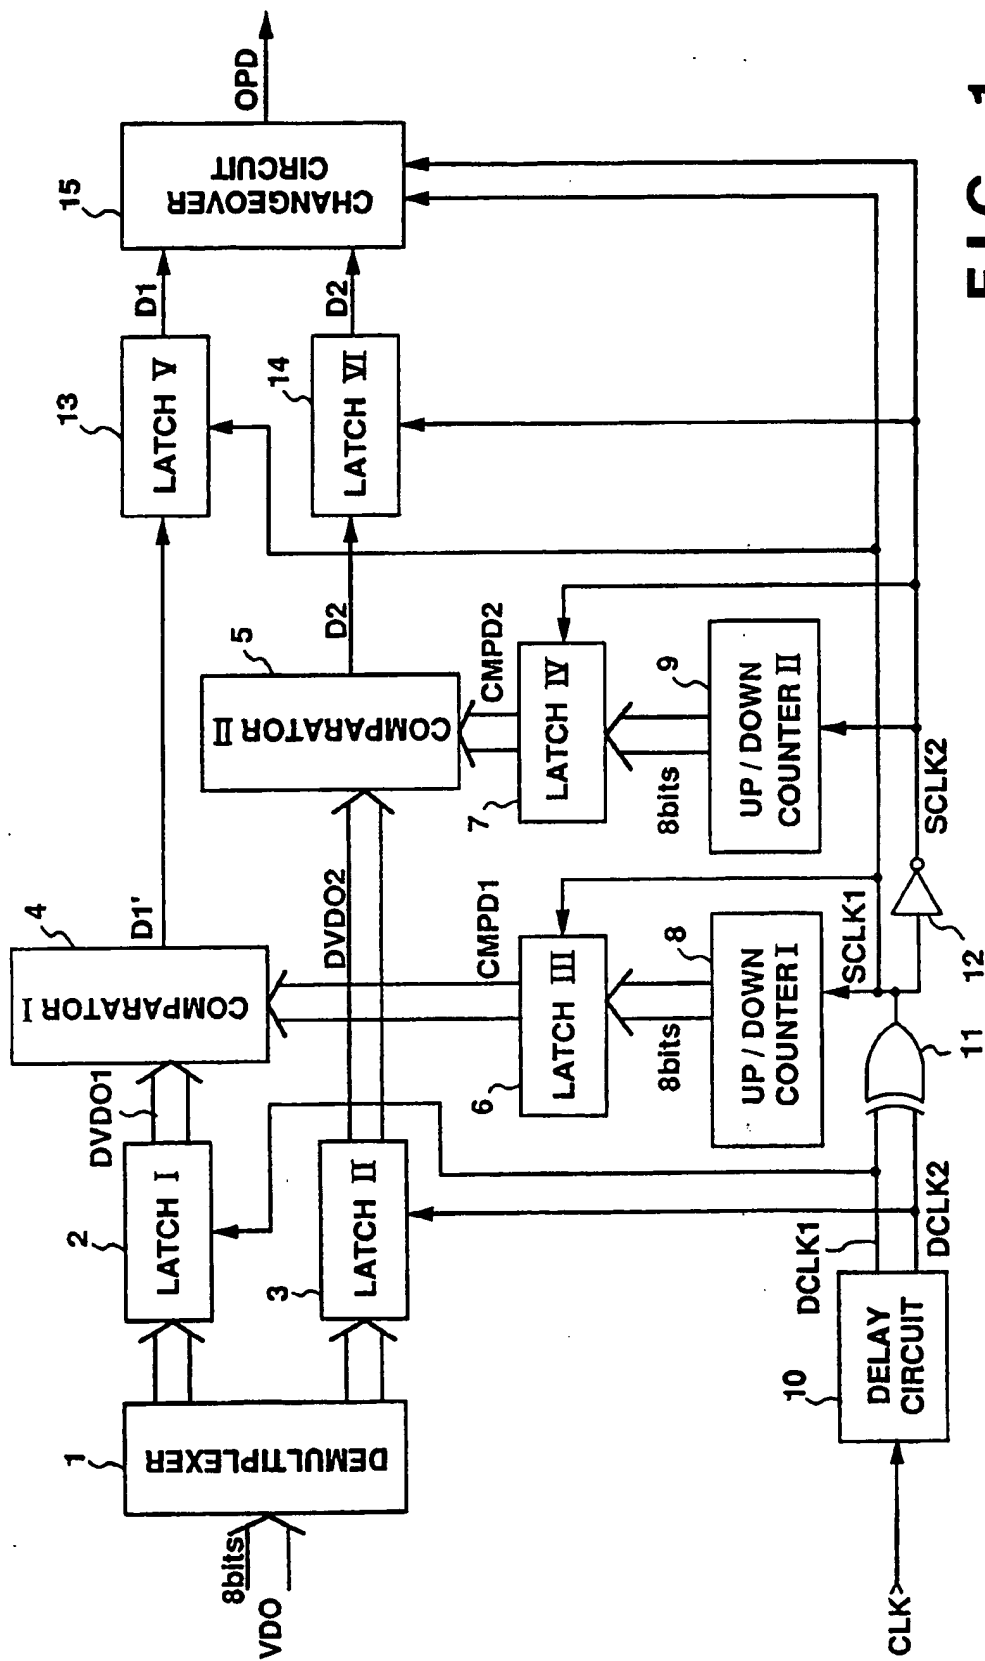 8bits
VDO
1
DEMULTIPLEXER
2
LATCH I
DVDO1
4
COMPARATOR I
D1'
13
LATCH V
D1
15
CHANGEOVER
CIRCUIT
OPD
3
LATCH II
DVDO2
5
COMPARATOR II
D2
14
LATCH VI
D2
6
LATCH III
CMPD1
7
LATCH IV
CMPD2
8bits
8
UP / DOWN
COUNTER I
8bits
9
UP / DOWN
COUNTER II
CLK
10
DELAY
CIRCUIT
DCLK1
DCLK2
11
SCLK1
12
SCLK2